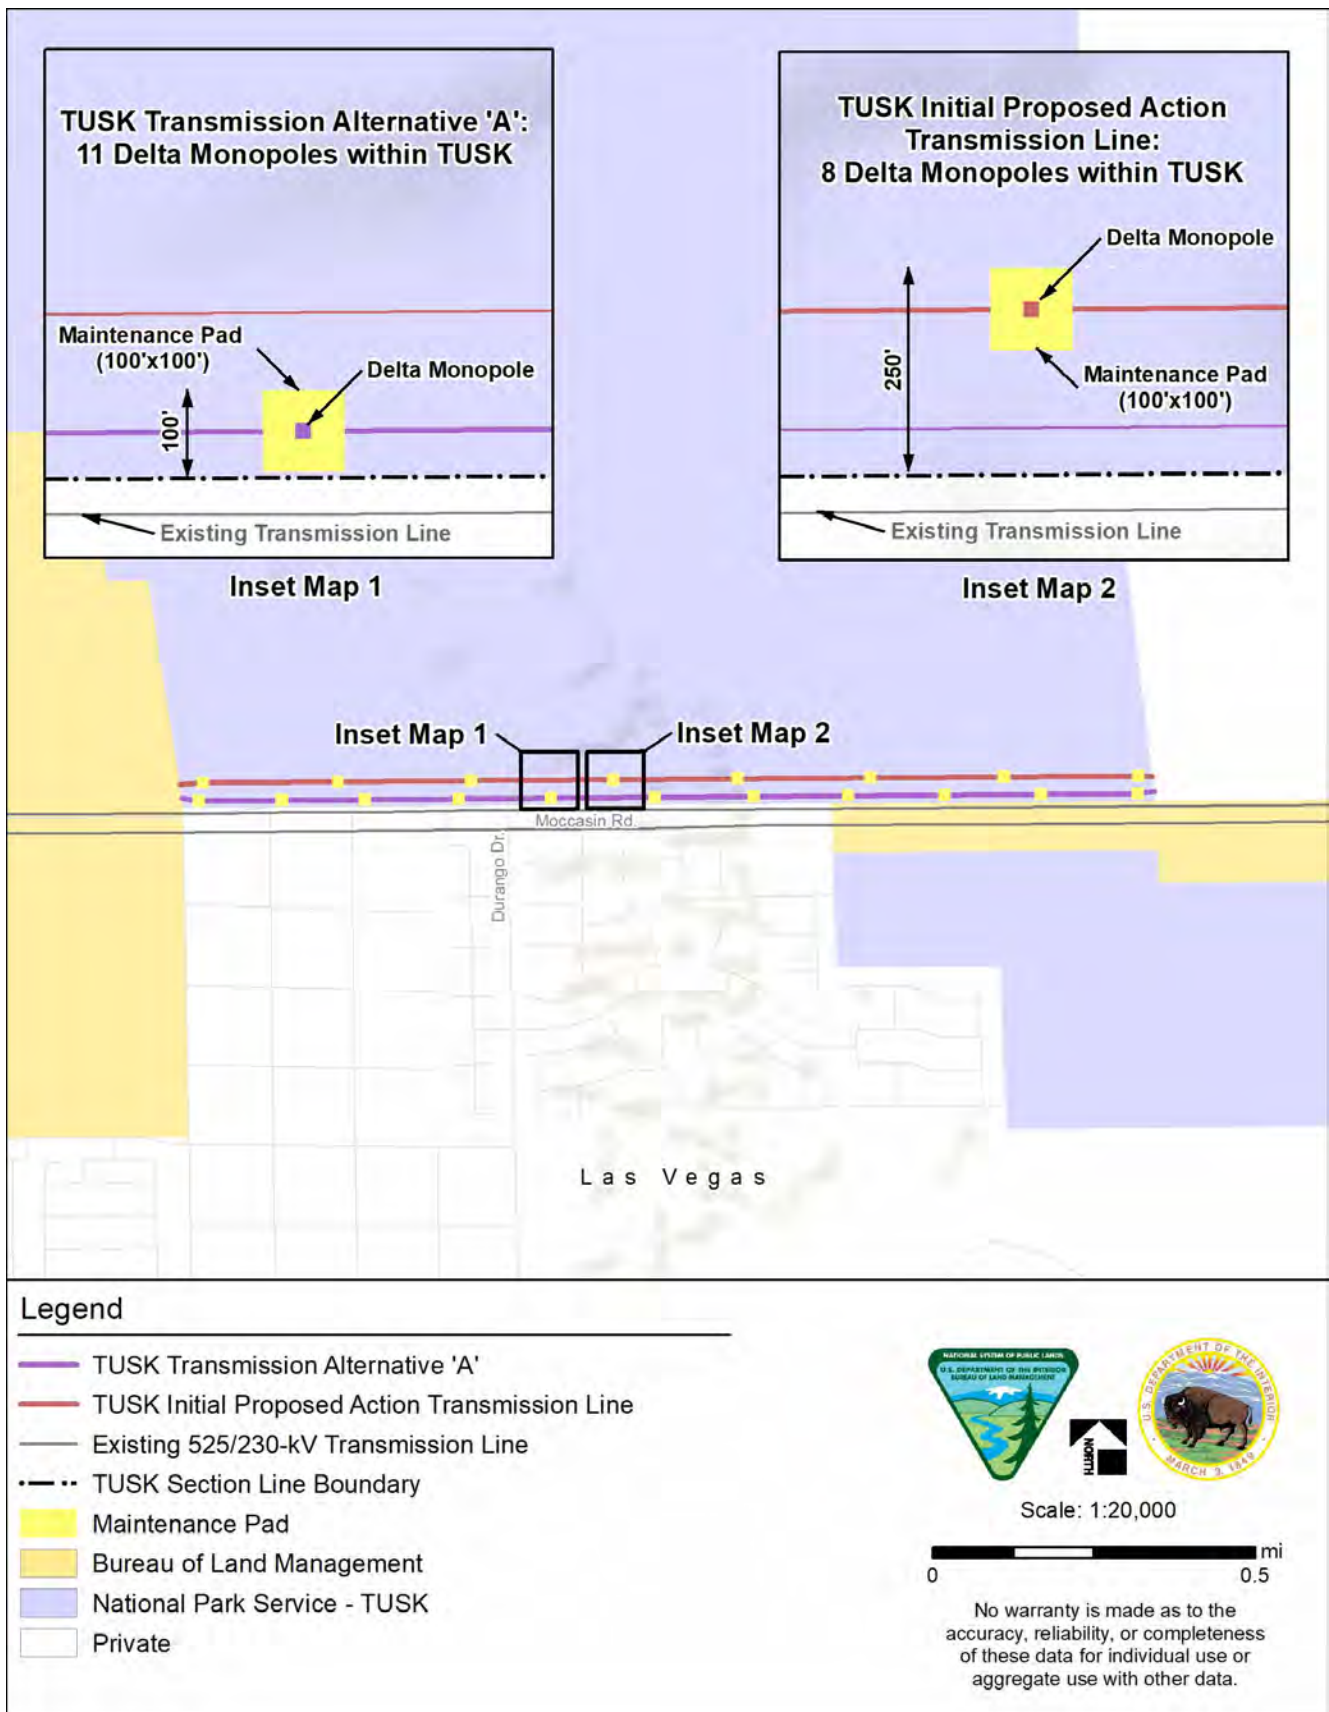 TUSK Transmission Alternative 'A':
11 Delta Monopoles within TUSK
Maintenance Pad
(100'x100')
Delta Monopole
100'
Existing Transmission Line
Inset Map 1
TUSK Initial Proposed Action
Transmission Line:
8 Delta Monopoles within TUSK
Delta Monopole
250'
Maintenance Pad
(100'x100')
Existing Transmission Line
Inset Map 2
Inset Map 1
Inset Map 2
Moccasin Rd.
Durango Dr.
Las Vegas
Legend
TUSK Transmission Alternative 'A'
TUSK Initial Proposed Action Transmission Line
Existing 525/230-kV Transmission Line
TUSK Section Line Boundary
Maintenance Pad
Bureau of Land Management
National Park Service - TUSK
Private
NATIONAL SYSTEM OF PUBLIC LANDS
U.S. DEPARTMENT OF THE INTERIOR
BUREAU OF LAND MANAGEMENT
NORTH
U.S. DEPARTMENT OF THE INTERIOR
MARCH 3, 1849
Scale: 1:20,000
mi
0 0.5
No warranty is made as to the
accuracy, reliability, or completeness
of these data for individual use or
aggregate use with other data.